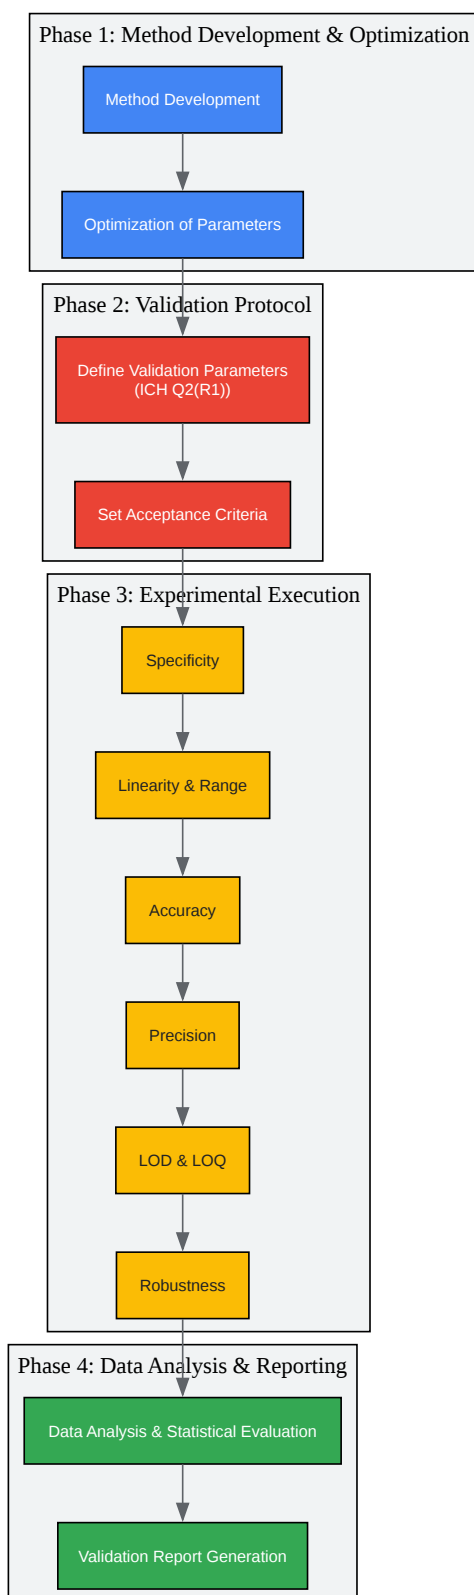 Phase 1: Method Development & Optimization
Method Development
Optimization of Parameters
Phase 2: Validation Protocol
Define Validation Parameters
(ICH Q2(R1))
Set Acceptance Criteria
Phase 3: Experimental Execution
Specificity
Linearity & Range
Accuracy
Precision
LOD & LOQ
Robustness
Phase 4: Data Analysis & Reporting
Data Analysis & Statistical Evaluation
Validation Report Generation